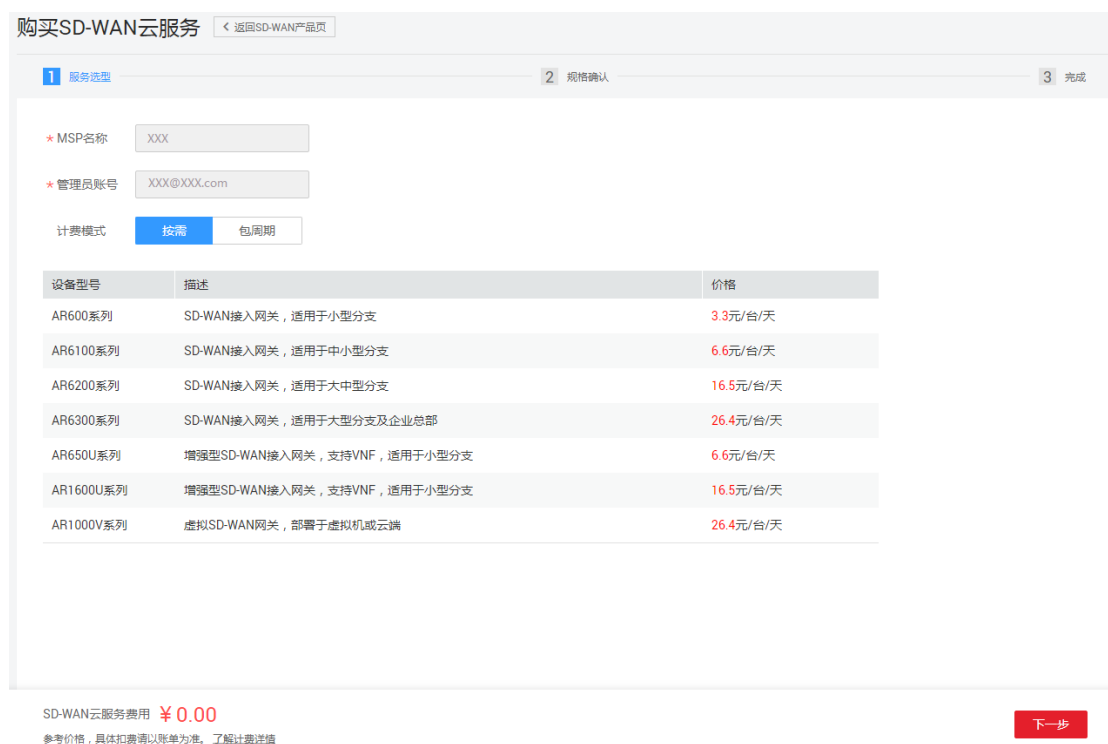 购买SD-WAN云服务 < 返回SD-WAN产品页
1 服务选型 2 规格确认 3 完成
* MSP名称 XXX
* 管理员账号 XXX@XXX.com
计费模式 按需 包周期
设备型号 描述 价格
AR600系列 SD-WAN接入网关，适用于小型分支 3.3元/台/天
AR6100系列 SD-WAN接入网关，适用于中小型分支 6.6元/台/天
AR6200系列 SD-WAN接入网关，适用于大中型分支 16.5元/台/天
AR6300系列 SD-WAN接入网关，适用于大型分支及企业总部 26.4元/台/天
AR650U系列 增强型SD-WAN接入网关，支持VNF，适用于小型分支 6.6元/台/天
AR1600U系列 增强型SD-WAN接入网关，支持VNF，适用于小型分支 16.5元/台/天
AR1000V系列 虚拟SD-WAN网关，部署于虚拟机或云端 26.4元/台/天
SD-WAN云服务费用 ¥0.00
参考价格，具体扣费请以账单为准。 了解计费详情
下一步